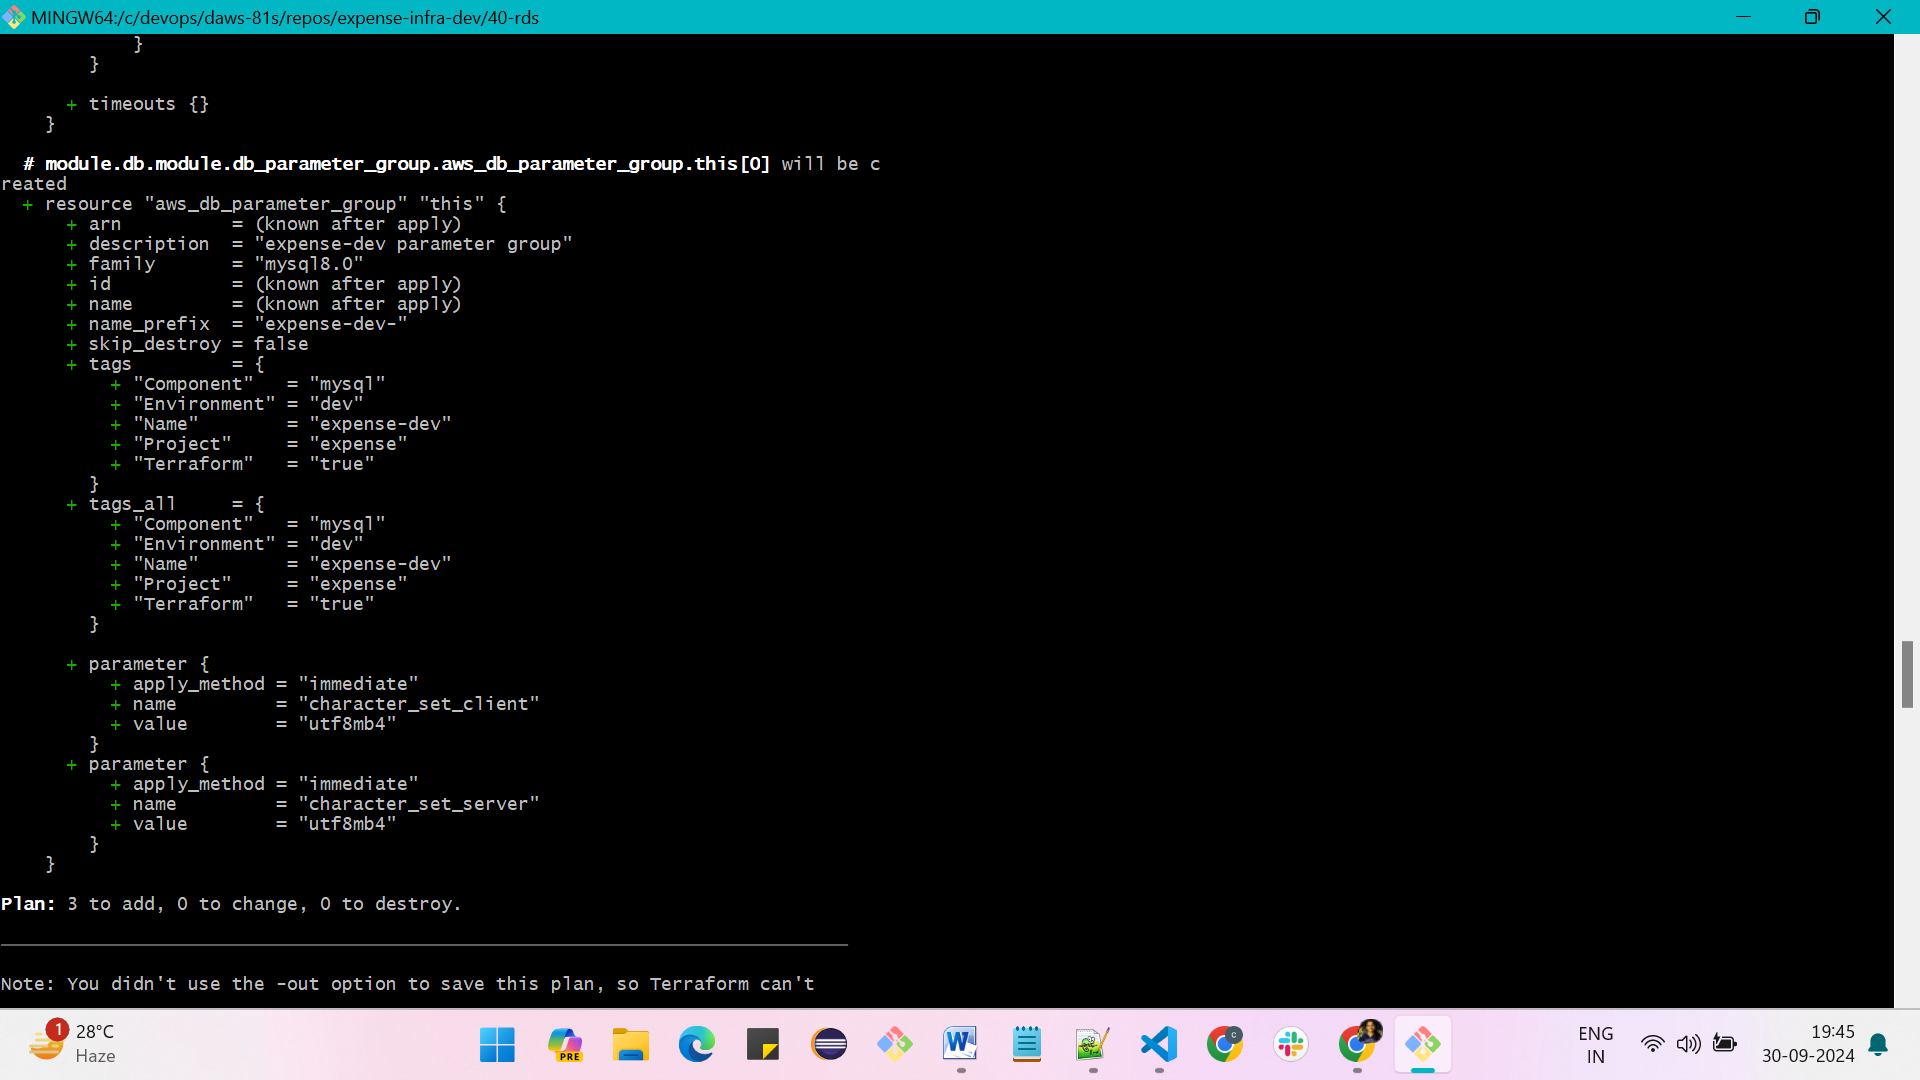 MINGW64:/c/devops/daws-81s/repos/expense-infra-dev/40-rds
            }
        }

      + timeouts {}
    }

  # module.db.module.db_parameter_group.aws_db_parameter_group.this[0] will be c
reated
  + resource "aws_db_parameter_group" "this" {
      + arn          = (known after apply)
      + description  = "expense-dev parameter group"
      + family       = "mysql8.0"
      + id           = (known after apply)
      + name         = (known after apply)
      + name_prefix  = "expense-dev-"
      + skip_destroy = false
      + tags         = {
          + "Component"   = "mysql"
          + "Environment" = "dev"
          + "Name"        = "expense-dev"
          + "Project"     = "expense"
          + "Terraform"   = "true"
        }
      + tags_all     = {
          + "Component"   = "mysql"
          + "Environment" = "dev"
          + "Name"        = "expense-dev"
          + "Project"     = "expense"
          + "Terraform"   = "true"
        }

      + parameter {
          + apply_method = "immediate"
          + name         = "character_set_client"
          + value        = "utf8mb4"
        }
      + parameter {
          + apply_method = "immediate"
          + name         = "character_set_server"
          + value        = "utf8mb4"
        }
    }

Plan: 3 to add, 0 to change, 0 to destroy.

Note: You didn't use the -out option to save this plan, so Terraform can't
1
28°C
Haze
PRE
W
C
ENG
IN
19:45
30-09-2024